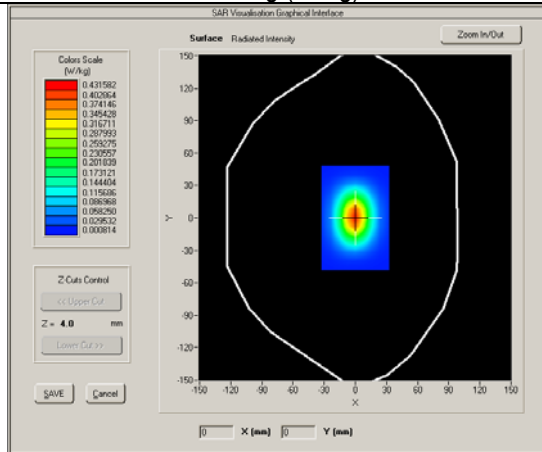 SAR Visualisation Graphical Interface
Surface Radiated Intensity
Zoom In/Out
Colors Scale
(W/kg)
0.431582
0.402864
0.374146
0.345428
0.316711
0.287993
0.259275
0.230557
0.201839
0.173121
0.144404
0.115686
0.086968
0.058250
0.029532
0.000814
150
90
30
0
-30
-60
-90
-120
-150
Y
-150 -120 -90 -60 -30 0 30 60 90 120 150
X
Z-Cuts Control
<< Upper Cut
Z = 4.0 mm
Lower Cut >>
SAVE
Cancel
0 X (mm) 0 Y (mm)